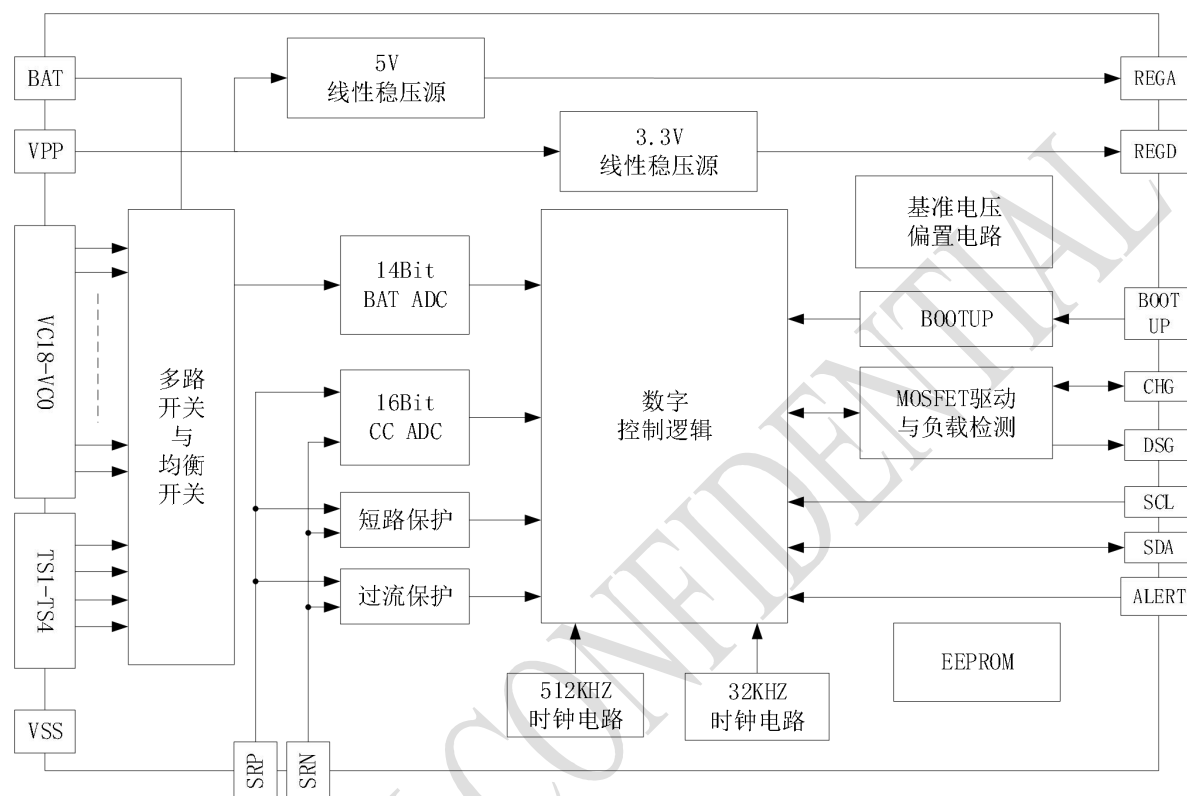 5V
线性稳压源
BAT
REGA
VPP
3.3V
线性稳压源
REGD
基准电压
偏置电路
14Bit
BAT ADC
BOOTUP
BOOT
UP
VC18-VC0
多路
开关
与
均衡
开关
16Bit
CC ADC
数字
控制逻辑
MOSFET驱动
与负载检测
CHG
DSG
短路保护
SCL
SDA
TS1-TS4
过流保护
ALERT
EEPROM
512KHZ
时钟电路
32KHZ
时钟电路
VSS
SRP
SRN
CONFIDENTIAL